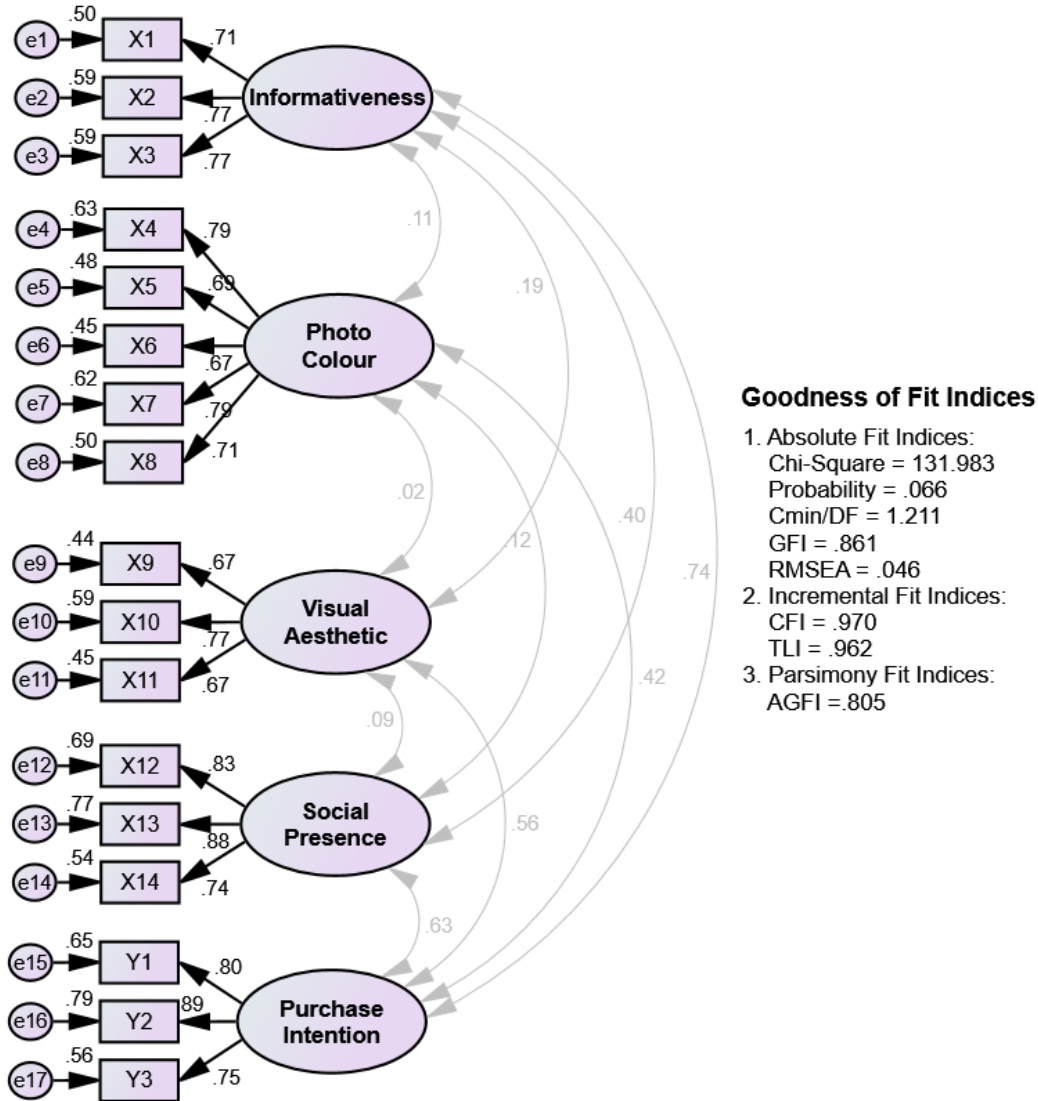 .50
e1
X1
.71
.59
e2
X2
.77
.59
e3
X3
.77
Informativeness
.63
e4
X4
.79
.48
e5
X5
.69
.45
e6
X6
.67
.62
e7
X7
.79
.50
e8
X8
.71
Photo
Colour
.44
e9
X9
.67
.59
e10
X10
.77
.45
e11
X11
.67
Visual
Aesthetic
.69
e12
X12
.83
.77
e13
X13
.88
.54
e14
X14
.74
Social
Presence
.65
e15
Y1
.80
.79
e16
Y2
89
.56
e17
Y3
.75
Purchase
Intention
.11
.19
.02
.12
.40
.74
.42
.09
.56
.63
Goodness of Fit Indices
1. Absolute Fit Indices:
Chi-Square = 131.983
Probability = .066
Cmin/DF = 1.211
GFI = .861
RMSEA = .046
2. Incremental Fit Indices:
CFI = .970
TLI = .962
3. Parsimony Fit Indices:
AGFI =.805